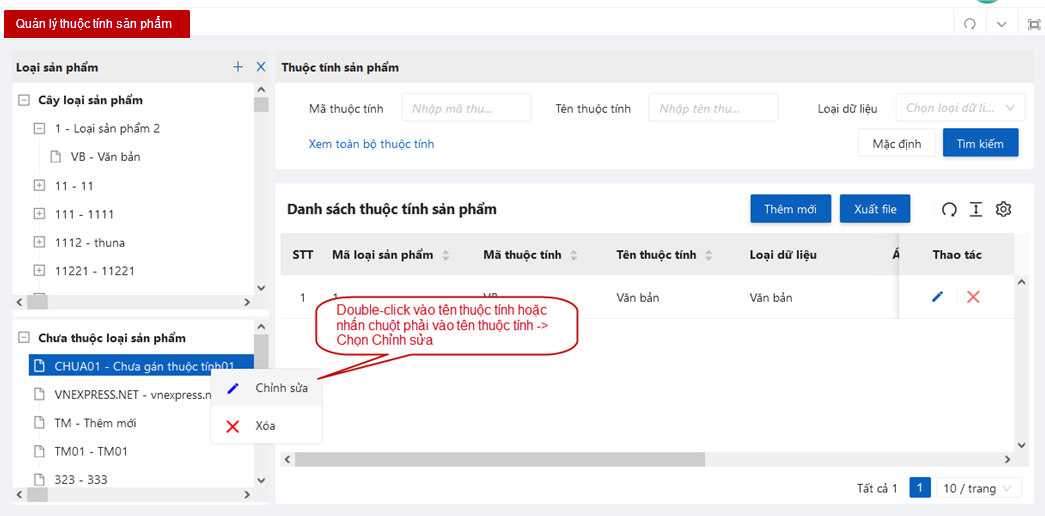 Quản lý thuộc tính sản phẩm
Loại sản phẩm
Cây loại sản phẩm
1 - Loại sản phẩm 2
VB - Văn bản
11 - 11
111 - 1111
1112 - thuna
11221 - 11221
Chưa thuộc loại sản phẩm
CHUA01 - Chưa gán thuộc tính01
VNEXPRESS.NET - vnexpress.n
TM - Thêm mới
TM01 - TM01
323 - 333
Chỉnh sửa
Xóa
Thuộc tính sản phẩm
Mã thuộc tính Nhập mã thu... Tên thuộc tính Nhập tên thu... Loại dữ liệu Chọn loại dữ li...
Xem toàn bộ thuộc tính Mặc định Tìm kiếm
Danh sách thuộc tính sản phẩm Thêm mới Xuất file
STT Mã loại sản phẩm Mã thuộc tính Tên thuộc tính Loại dữ liệu Thao tác
1 1 VB Văn bản Văn bản
Double-click vào tên thuộc tính hoặc
nhấn chuột phải vào tên thuộc tính ->
Chọn Chỉnh sửa
Tất cả 1 1 10 / trang